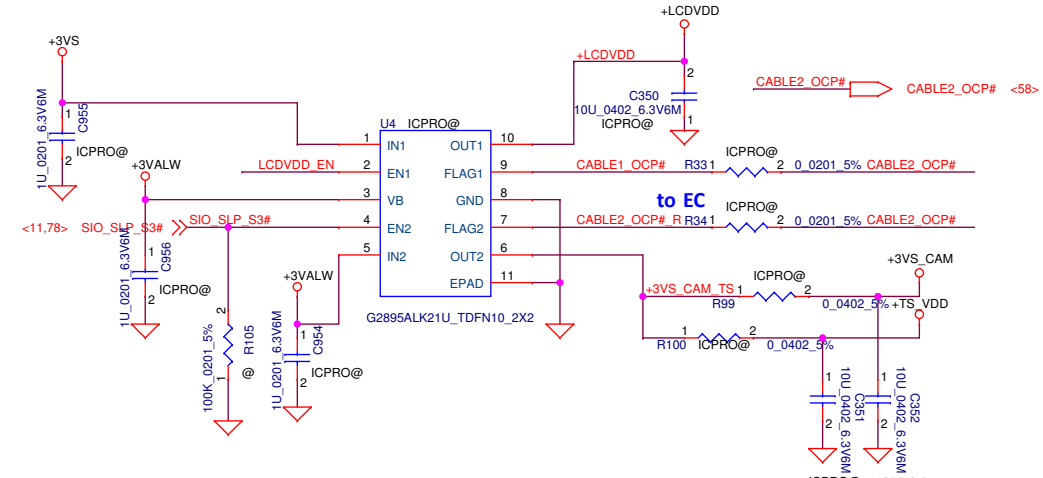 +LCDVDD
+3VS
+LCDVDD
CABLE2_OCP#
CABLE2_OCP# <58>
1
2
1U_0201_6.3V6M
C955
ICPRO@
2
C350
10U_0402_6.3V6M
ICPRO@
1
U4 ICPRO@
1 IN1 OUT1 10
LCDVDD_EN 2 EN1 FLAG1 9 CABLE1_OCP# R33 1 ICPRO@ 2 0_0201_5% CABLE2_OCP#
+3VALW
3 VB GND 8
to EC
<11,78> SIO_SLP_S3# SIO_SLP_S3# 4 EN2 FLAG2 7 CABLE2_OCP#_R R34 1 ICPRO@ 2 0_0201_5% CABLE2_OCP#
5 IN2 OUT2 6
EPAD 11
G2895ALK21U_TDFN10_2X2
1
1U_0201_6.3V6M
C956
ICPRO@
2
+3VALW
2
100K_0201_5%
R105
@
1
1
1U_0201_6.3V6M
C954
ICPRO@
2
+3VS_CAM
+3VS_CAM_TS 1 ICPRO@ 2
R99 0_0402_5% +TS_VDD
1 2
R100 ICPRO@ 0_0402_5%
1
10U_0402_6.3V6M
C351
2
1
10U_0402_6.3V6M
C352
2